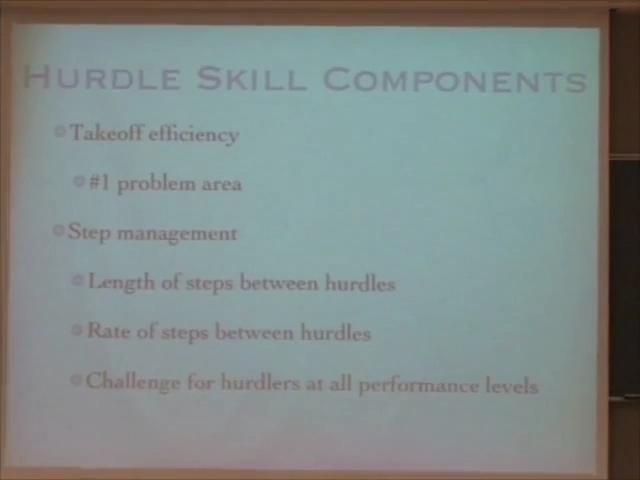 HURDLE SKILL COMPONENTS
Takeoff efficiency
#1 problem area
Step management
Length of steps between hurdles
Rate of steps between hurdles
Challenge for hurdlers at all performance levels